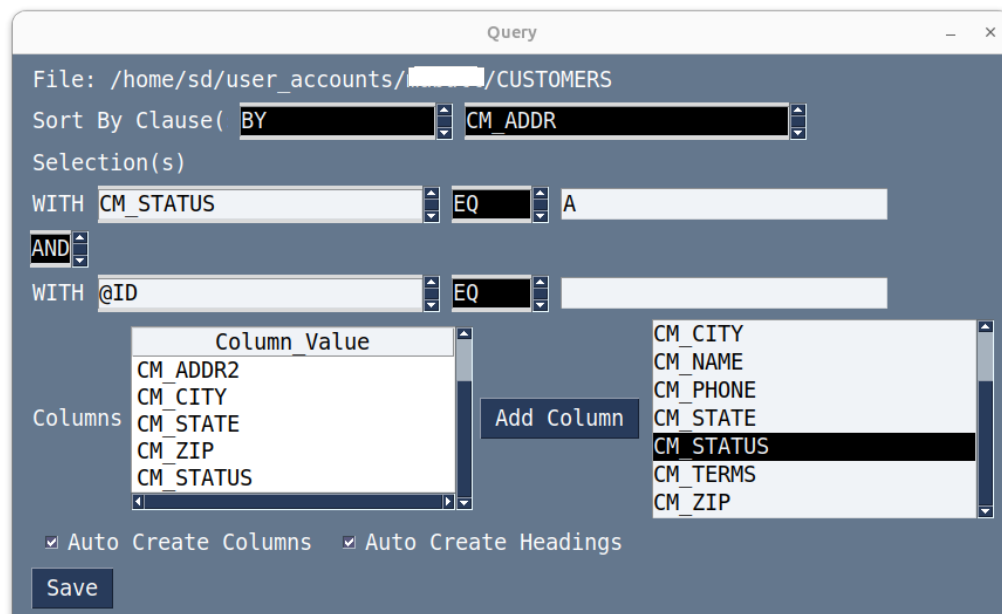 Query
File: /home/sd/user_accounts/ /CUSTOMERS
Sort By Clause( BY CM_ADDR
Selection(s)
WITH CM_STATUS EQ A
AND
WITH @ID EQ
Columns
Column_Value
CM_ADDR2
CM_CITY
CM_STATE
CM_ZIP
CM_STATUS
Add Column
CM_CITY
CM_NAME
CM_PHONE
CM_STATE
CM_STATUS
CM_TERMS
CM_ZIP
Auto Create Columns Auto Create Headings
Save